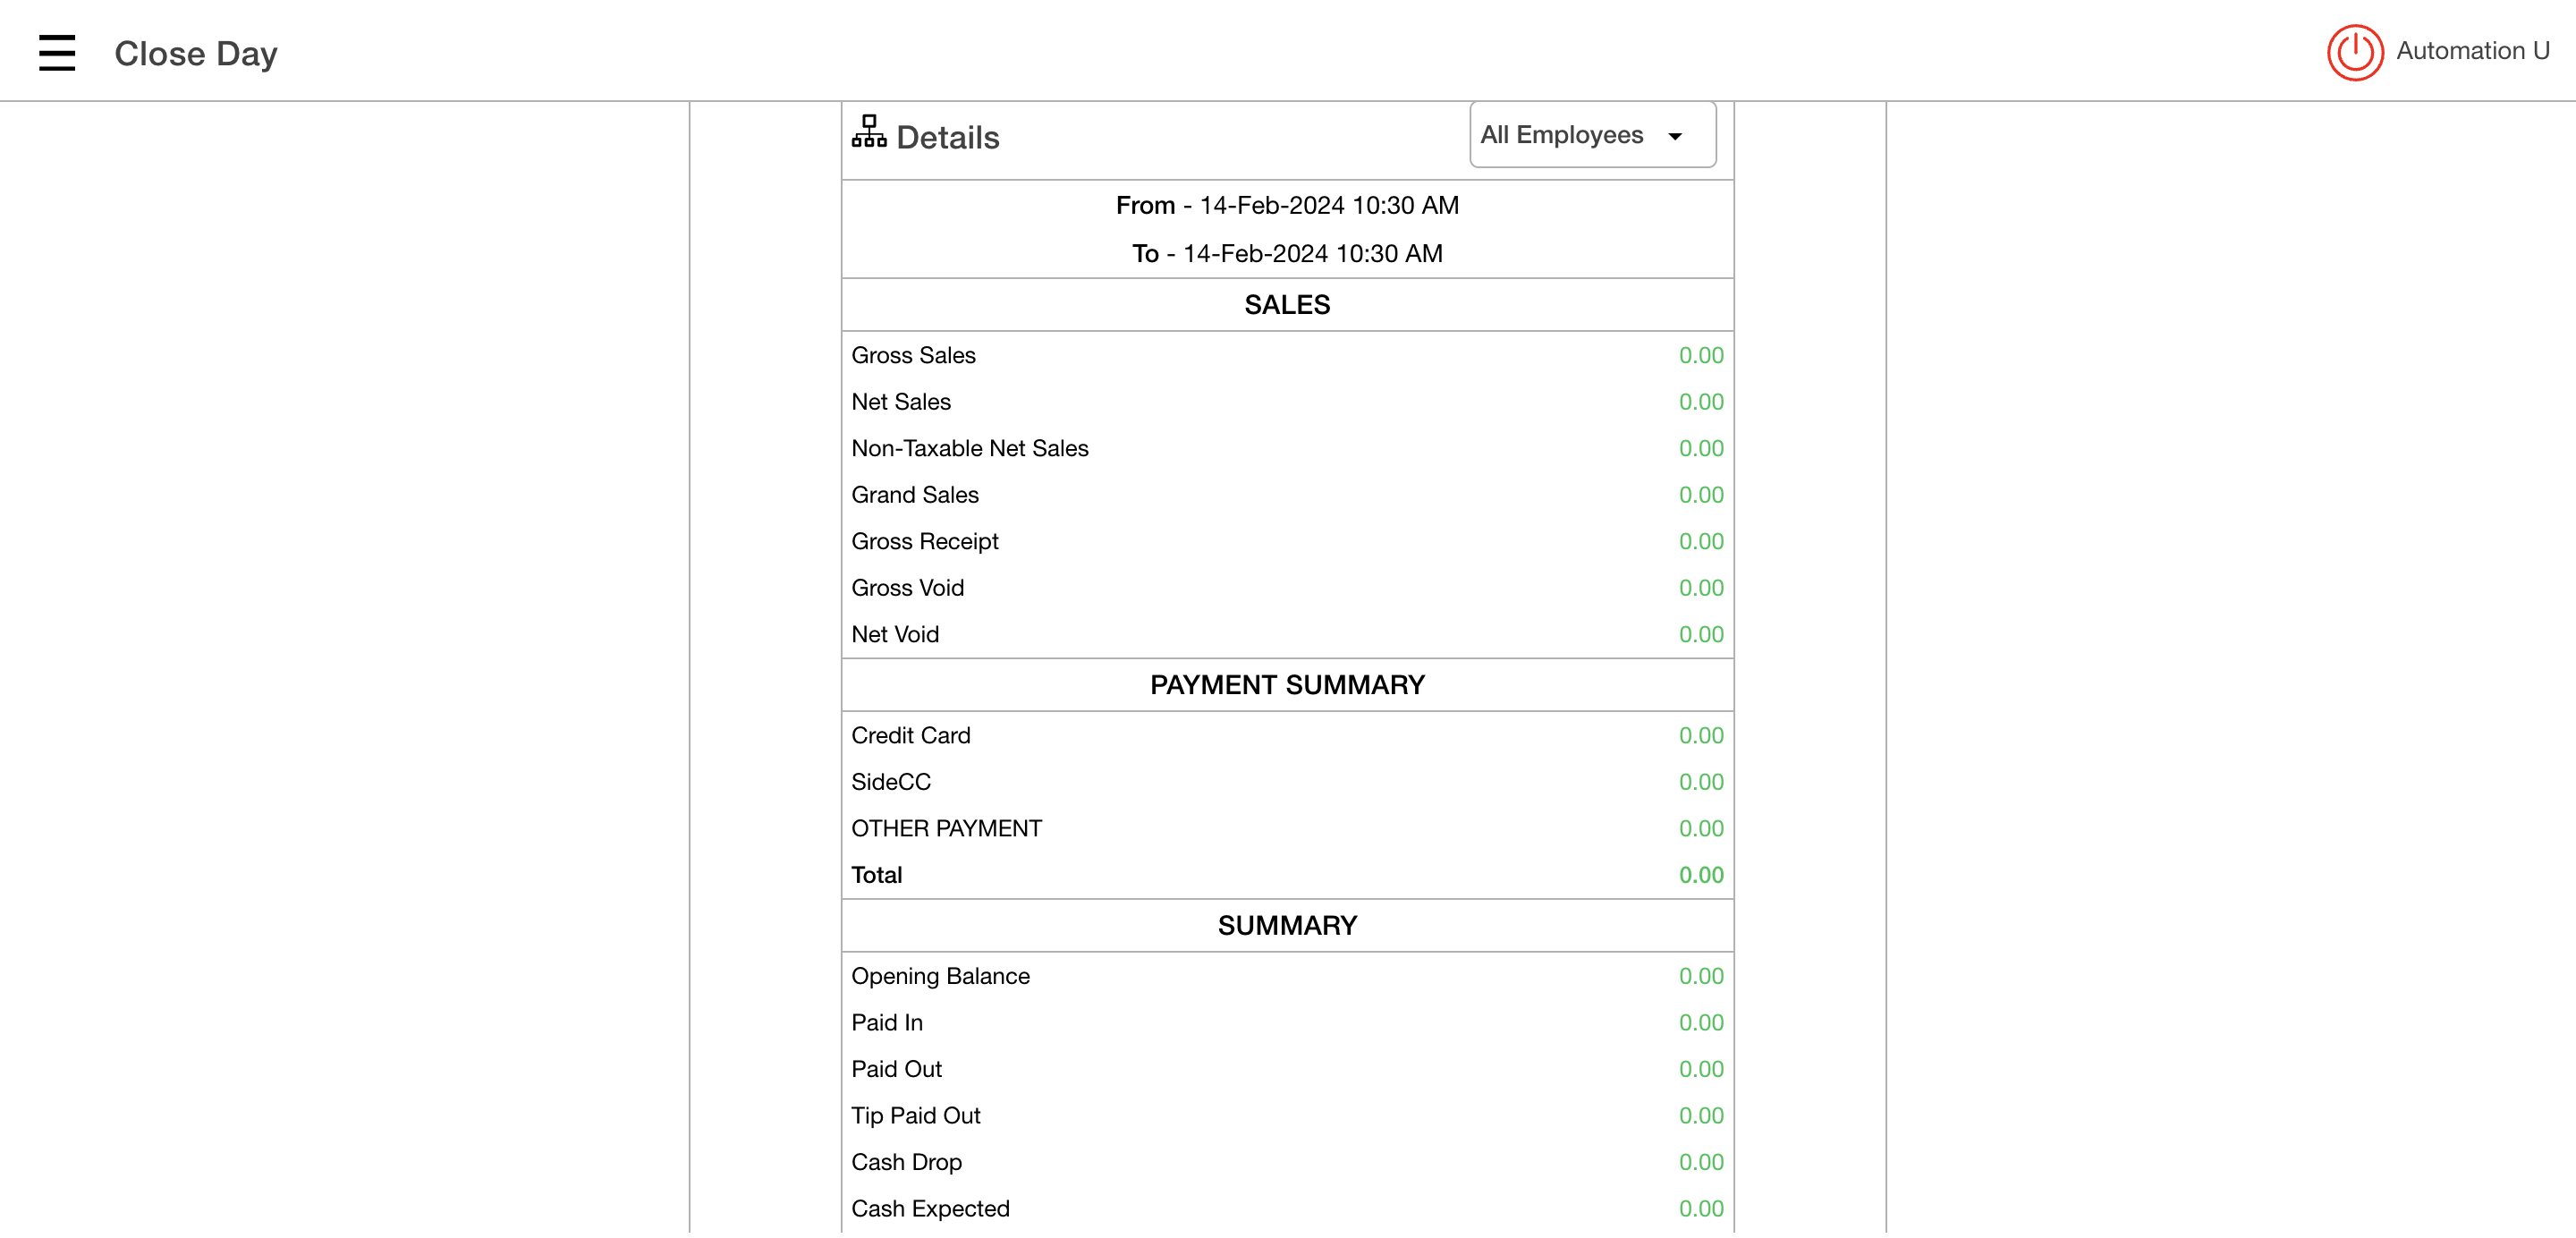 Close Day
Automation U
Details
All Employees
From - 14-Feb-2024 10:30 AM
To - 14-Feb-2024 10:30 AM
SALES
Gross Sales 0.00
Net Sales 0.00
Non-Taxable Net Sales 0.00
Grand Sales 0.00
Gross Receipt 0.00
Gross Void 0.00
Net Void 0.00
PAYMENT SUMMARY
Credit Card 0.00
SideCC 0.00
OTHER PAYMENT 0.00
Total 0.00
SUMMARY
Opening Balance 0.00
Paid In 0.00
Paid Out 0.00
Tip Paid Out 0.00
Cash Drop 0.00
Cash Expected 0.00